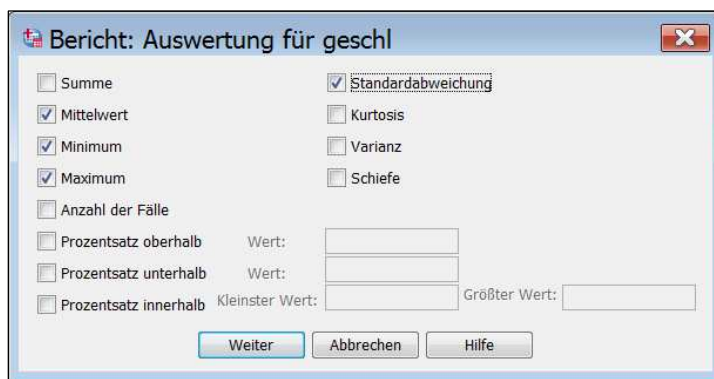 Bericht: Auswertung für geschl
Summe
Standardabweichung
Mittelwert
Kurtosis
Minimum
Varianz
Maximum
Schiefe
Anzahl der Fälle
Prozentsatz oberhalb Wert:
Prozentsatz unterhalb Wert:
Prozentsatz innerhalb Kleinster Wert: Größter Wert:
Weiter Abbrechen Hilfe